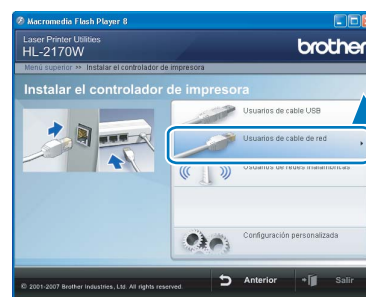 Macromedia Flash Player 8
Laser Printer Utilities
HL-2170W
brother
Menú superior >> Instalar el controlador de impresora
Instalar el controlador de impresora
Usuarios de cable USB
Usuarios de cable de red
Usuarios de redes inalámbricas
Configuración personalizada
© 2001-2007 Brother Industries, Ltd. All rights reserved.
Anterior
Salir